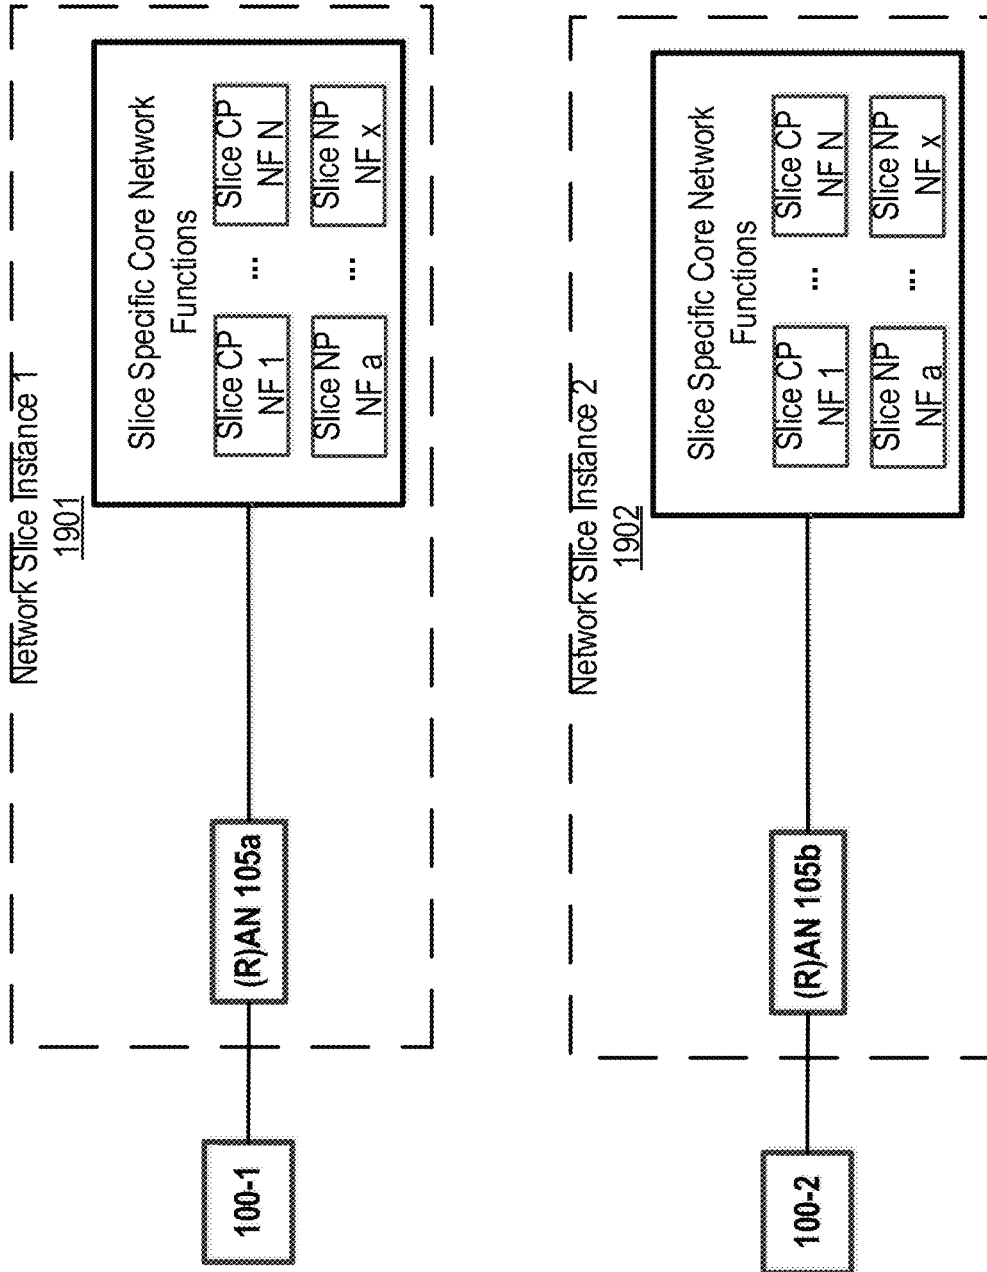 Network Slice Instance 1
1901
Slice Specific Core Network
Functions
Slice CP
NF 1
...
Slice CP
NF N
Slice NP
NF a
...
Slice NP
NF x
(R)AN 105a
100-1
Network Slice Instance 2
1902
Slice Specific Core Network
Functions
Slice CP
NF 1
...
Slice CP
NF N
Slice NP
NF a
...
Slice NP
NF x
(R)AN 105b
100-2